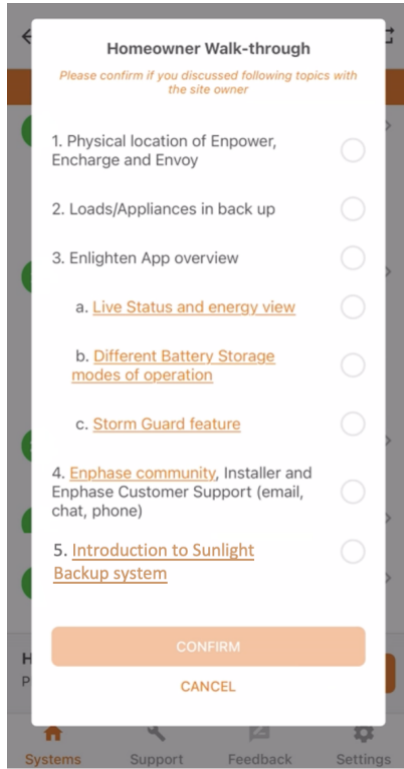 Homeowner Walk-through
Please confirm if you discussed following topics with
the site owner
1. Physical location of Enpower,
Encharge and Envoy
2. Loads/Appliances in back up
3. Enlighten App overview
a. Live Status and energy view
b. Different Battery Storage
modes of operation
c. Storm Guard feature
4. Enphase community, Installer and
Enphase Customer Support (email,
chat, phone)
5. Introduction to Sunlight
Backup system
CONFIRM
CANCEL
H
P
Systems Support Feedback Settings